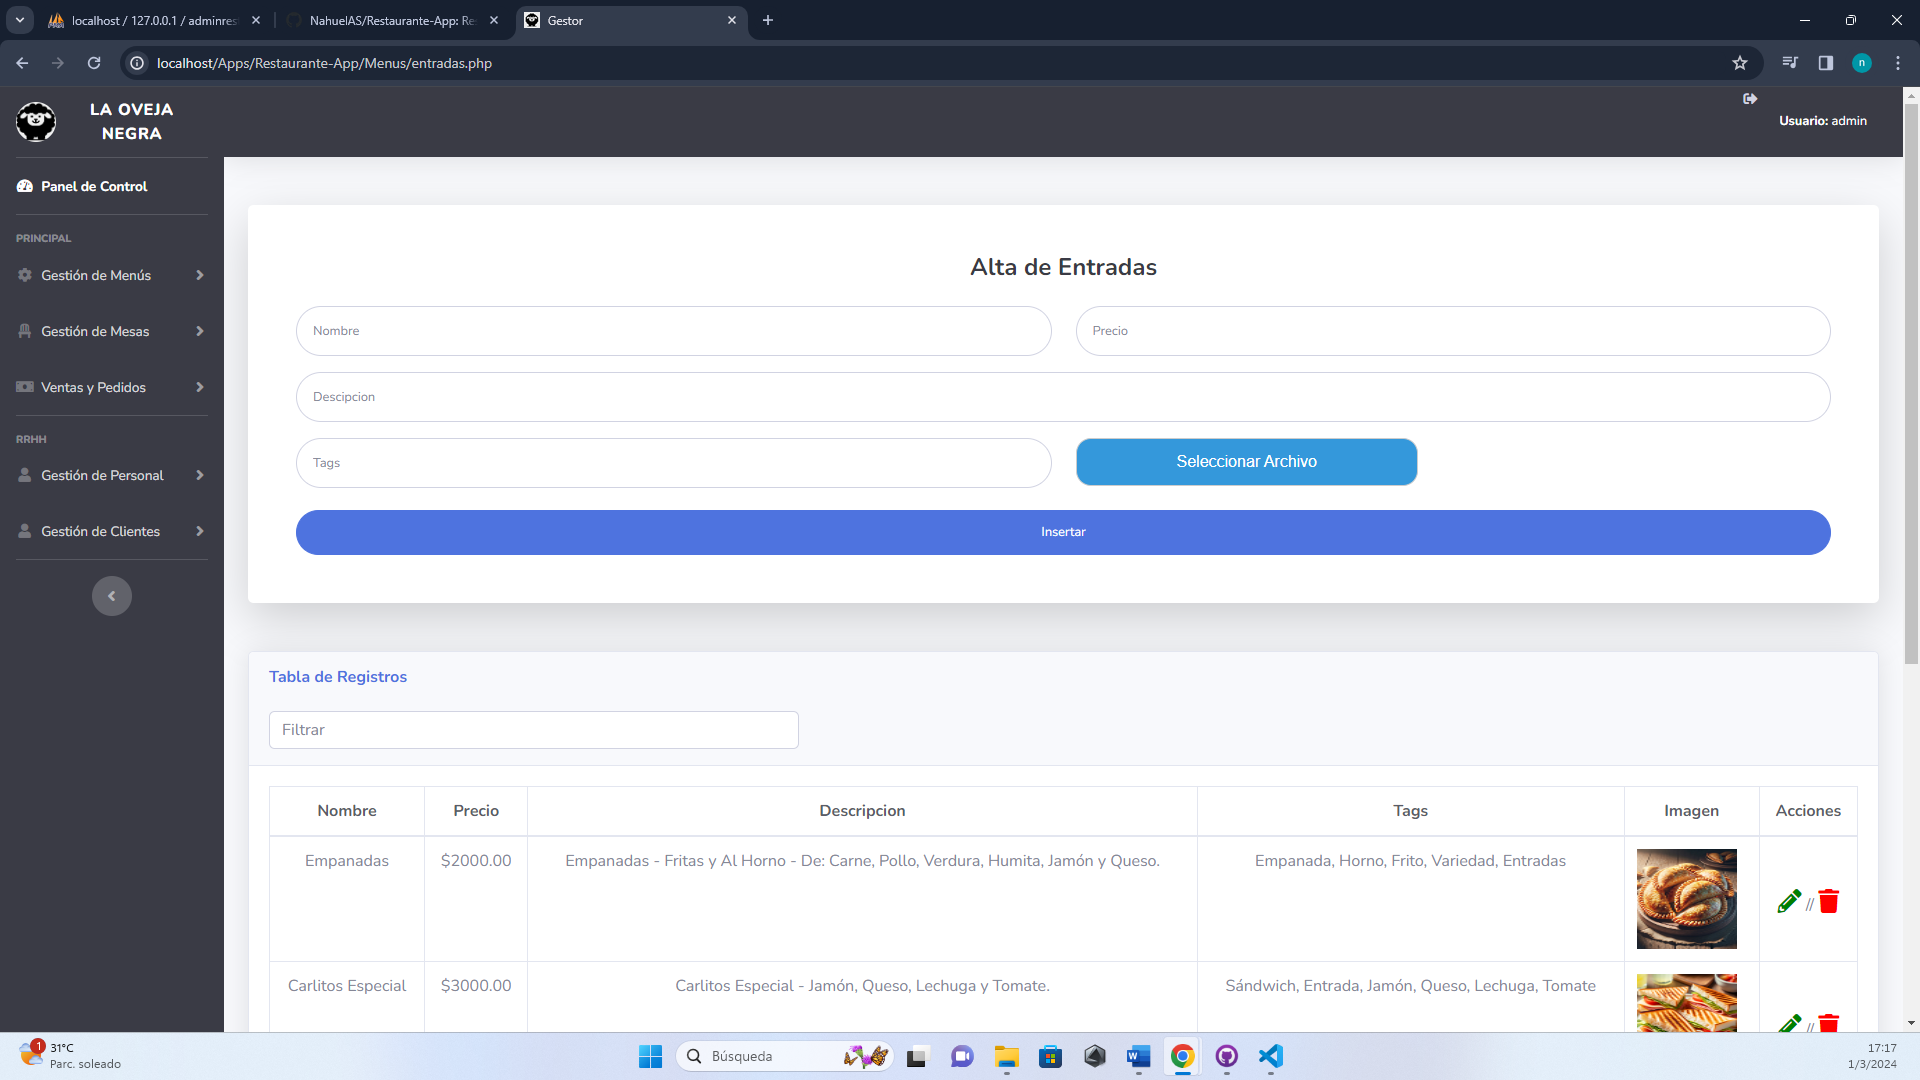 localhost / 127.0.0.1 / adminres
NahuelAS/Restaurante-App: Re
Gestor
localhost/Apps/Restaurante-App/Menus/entradas.php
n
LA OVEJA
NEGRA
Usuario: admin
Panel de Control
PRINCIPAL
Gestión de Menús
Gestión de Mesas
Ventas y Pedidos
RRHH
Gestión de Personal
Gestión de Clientes
Alta de Entradas
Nombre
Precio
Descipcion
Tags
Seleccionar Archivo
Insertar
Tabla de Registros
Filtrar
Nombre Precio Descripcion Tags Imagen Acciones
Empanadas $2000.00 Empanadas - Fritas y Al Horno - De: Carne, Pollo, Verdura, Humita, Jamón y Queso. Empanada, Horno, Frito, Variedad, Entradas //
Carlitos Especial $3000.00 Carlitos Especial - Jamón, Queso, Lechuga y Tomate. Sándwich, Entrada, Jamón, Queso, Lechuga, Tomate //
1
31°C
Parc. soleado
Búsqueda
17:17
1/3/2024